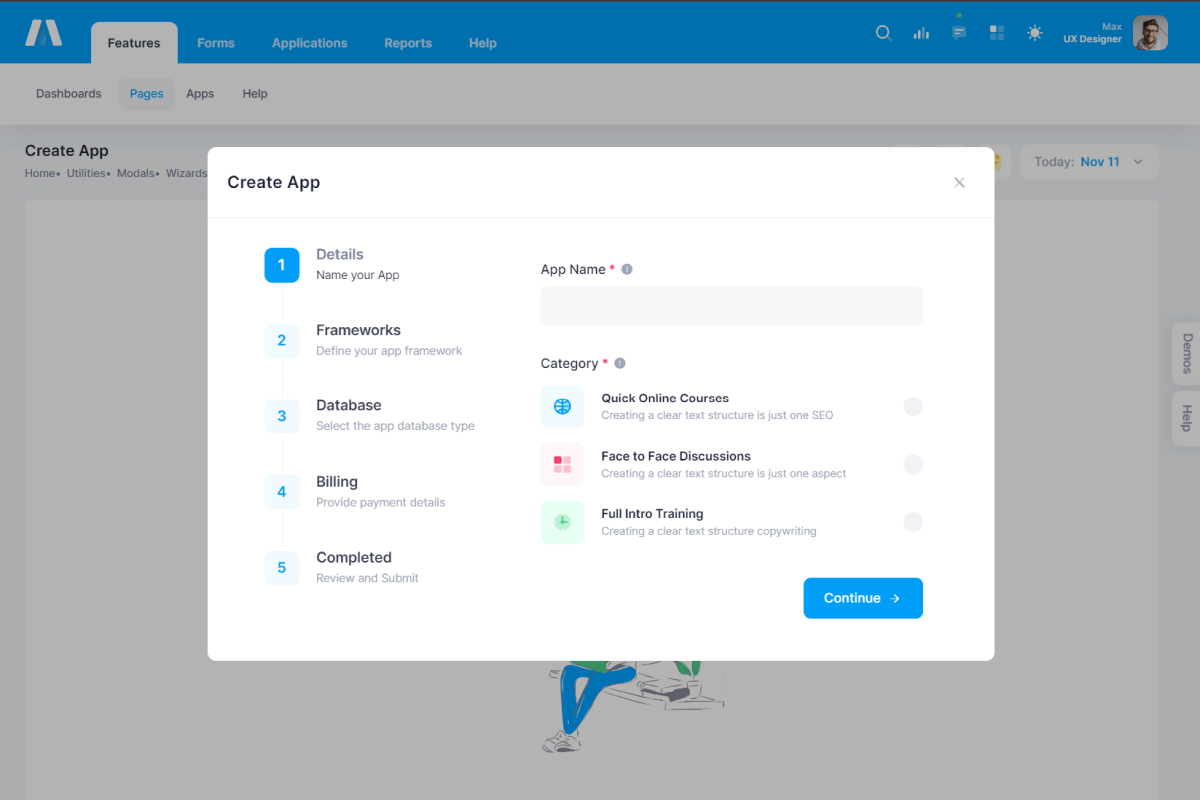 Features
Forms
Applications
Reports
Help
Max
UX Designer
Dashboards
Pages
Apps
Help
Create App
Home• Utilities• Modals• Wizards
Today: Nov 11
Create App
1
Details
Name your App
2
Frameworks
Define your app framework
3
Database
Select the app database type
4
Billing
Provide payment details
5
Completed
Review and Submit
App Name *
Category *
Quick Online Courses
Creating a clear text structure is just one SEO
Face to Face Discussions
Creating a clear text structure is just one aspect
Full Intro Training
Creating a clear text structure copywriting
Continue →
Demos
Help